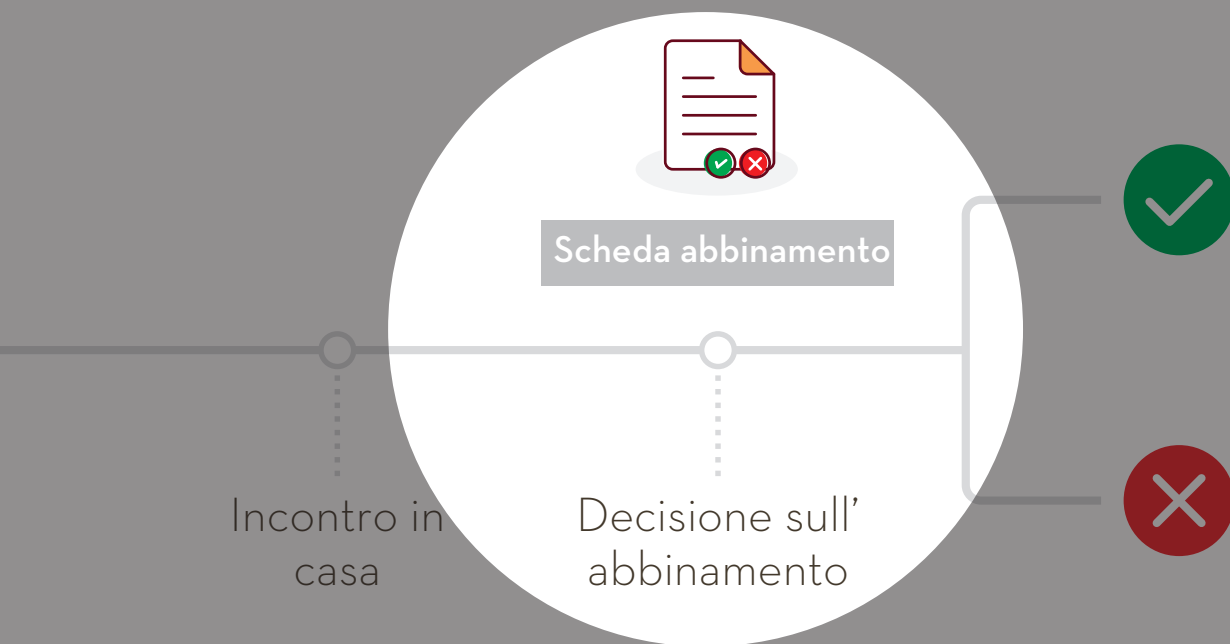 Scheda abbinamento
Incontro in
casa
Decisione sull’
abbinamento